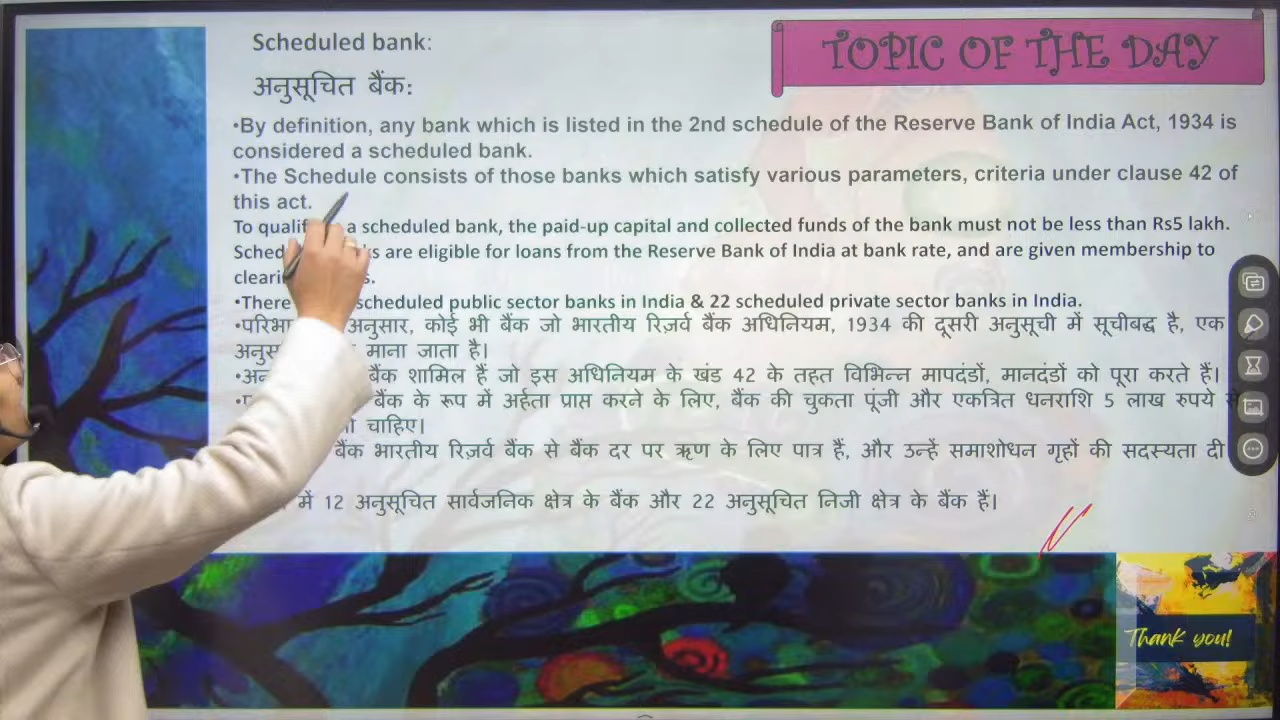 TOPIC OF THE DAY
Scheduled bank:
अनुसूचित बैंक:
•By definition, any bank which is listed in the 2nd schedule of the Reserve Bank of India Act, 1934 is
considered a scheduled bank.
•The Schedule consists of those banks which satisfy various parameters, criteria under clause 42 of
this act.
To qualif a scheduled bank, the paid-up capital and collected funds of the bank must not be less than Rs5 lakh.
Sched s are eligible for loans from the Reserve Bank of India at bank rate, and are given membership to
cleari s.
•There scheduled public sector banks in India & 22 scheduled private sector banks in India.
•परिभा अनुसार, कोई भी बैंक जो भारतीय रिज़र्व बैंक अधिनियम, 1934 की दूसरी अनुसूची में सूचीबद्ध है, एक
अनुस माना जाता है।
बैंक शामिल हैं जो इस अधिनियम के खंड 42 के तहत विभिन्न मापदंडों, मानदंडों को पूरा करते हैं।
बैंक के रूप में अर्हता प्राप्त करने के लिए, बैंक की चुकता पूंजी और एकत्रित धनराशि 5 लाख रुपये
चाहिए।
बैंक भारतीय रिज़र्व बैंक से बैंक दर पर ऋण के लिए पात्र हैं, और उन्हें समाशोधन गृहों की सदस्यता दी
में 12 अनुसूचित सार्वजनिक क्षेत्र के बैंक और 22 अनुसूचित निजी क्षेत्र के बैंक हैं।
Thank you!